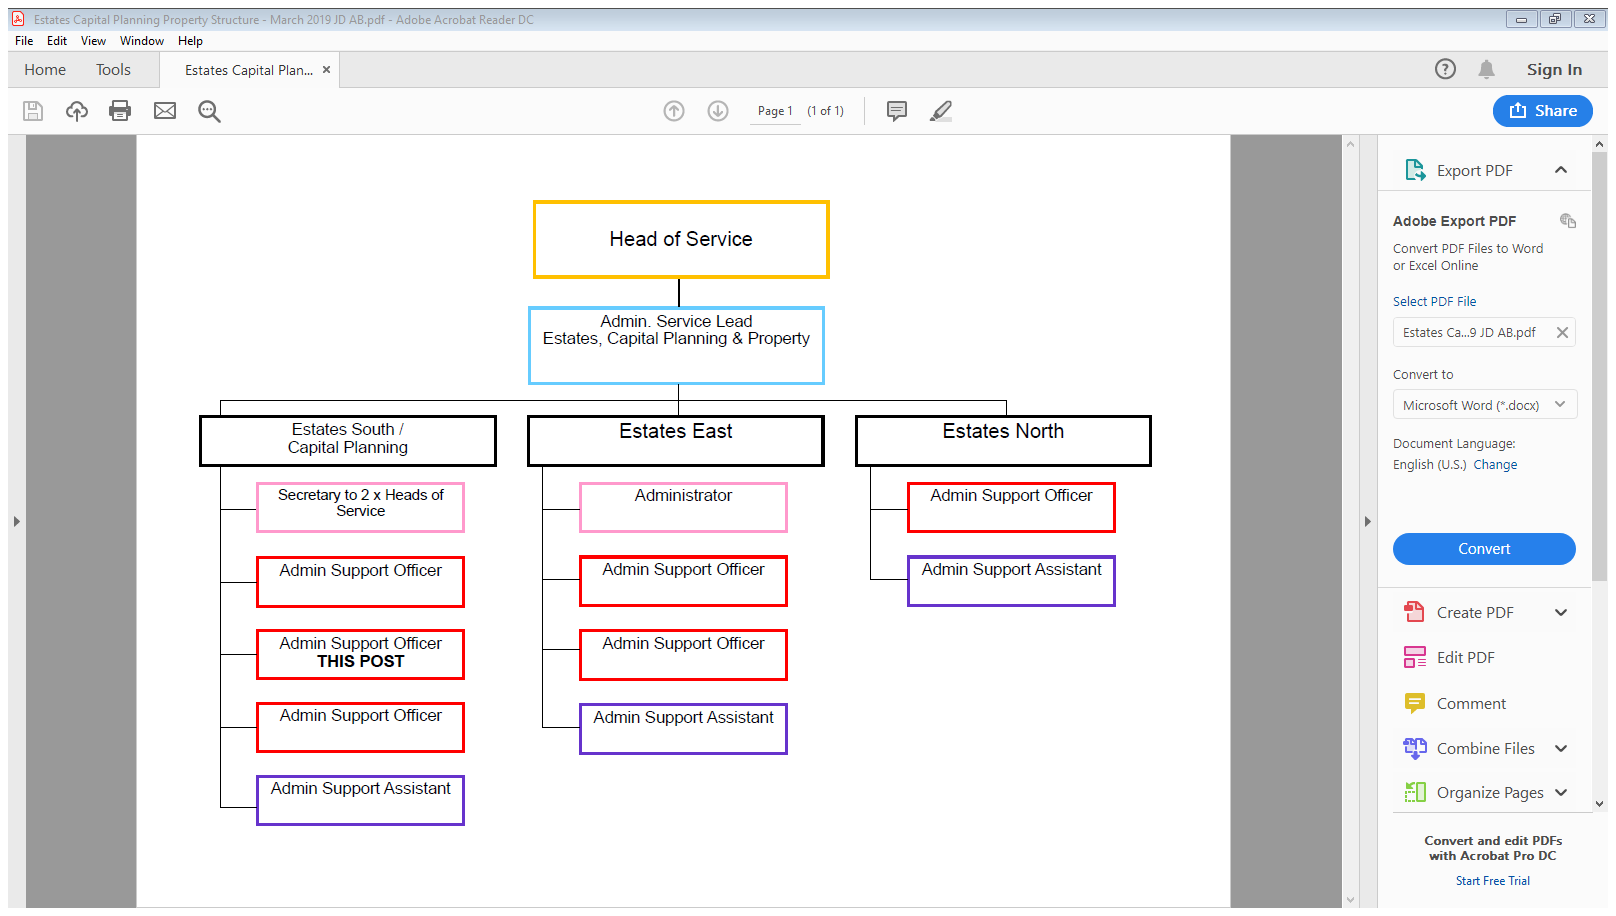 Estates Capital Planning Property Structure - March 2019 JD AB.pdf - Adobe Acrobat Reader DC
File Edit View Window Help
Home Tools Estates Capital Plan... × Sign In
Page 1 (1 of 1) Share
Head of Service
Admin. Service Lead
Estates, Capital Planning & Property
Estates South /
Capital Planning
Secretary to 2 x Heads of
Service
Admin Support Officer
Admin Support Officer
THIS POST
Admin Support Officer
Admin Support Assistant
Estates East
Administrator
Admin Support Officer
Admin Support Officer
Admin Support Assistant
Estates North
Admin Support Officer
Admin Support Assistant
Export PDF
Adobe Export PDF
Convert PDF Files to Word
or Excel Online
Select PDF File
Estates Ca...9 JD AB.pdf
Convert to
Microsoft Word (*.docx)
Document Language:
English (U.S.) Change
Convert
Create PDF
Edit PDF
Comment
Combine Files
Organize Pages
Convert and edit PDFs
with Acrobat Pro DC
Start Free Trial